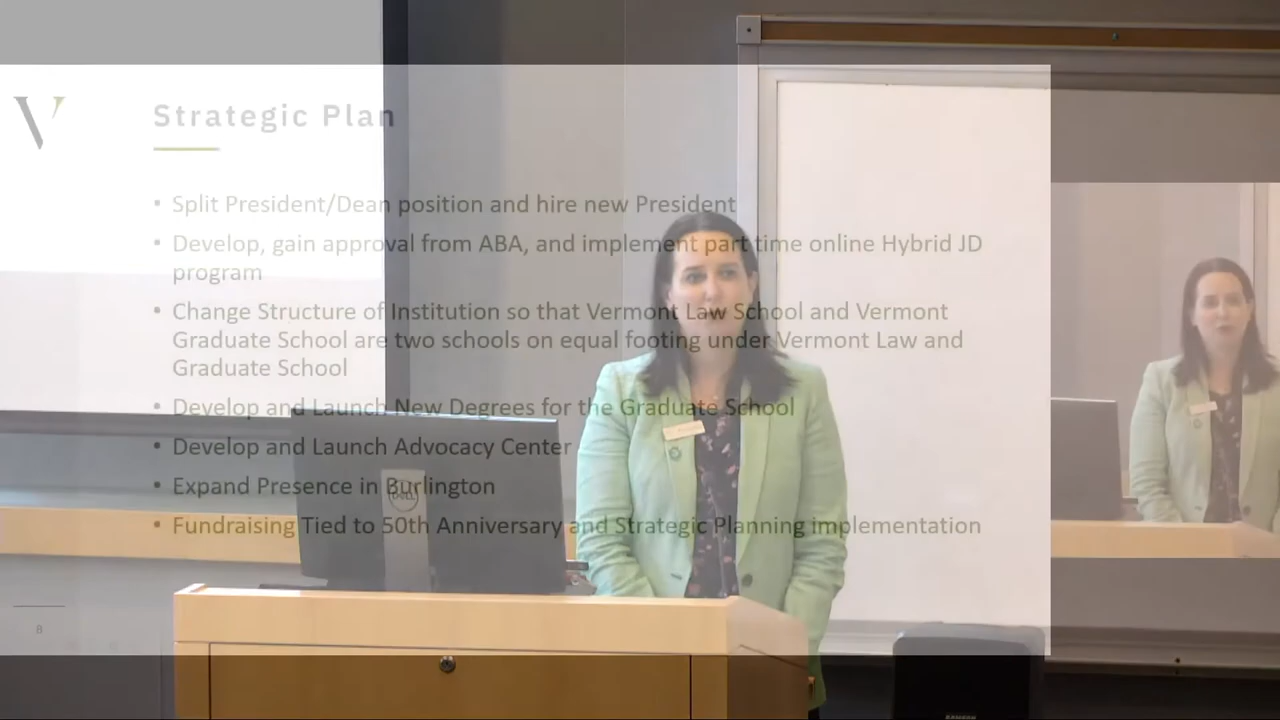 Strategic Plan
• Split President/Dean position and hire new President
• Develop, gain approval from ABA, and implement part time online Hybrid JD
program
• Change Structure of Institution so that Vermont Law School and Vermont
Graduate School are two schools on equal footing under Vermont Law and
Graduate School
• Develop and Launch New Degrees for the Graduate School
• Develop and Launch Advocacy Center
• Expand Presence in Burlington
• Fundraising Tied to 50th Anniversary and Strategic Planning implementation
DELL
8